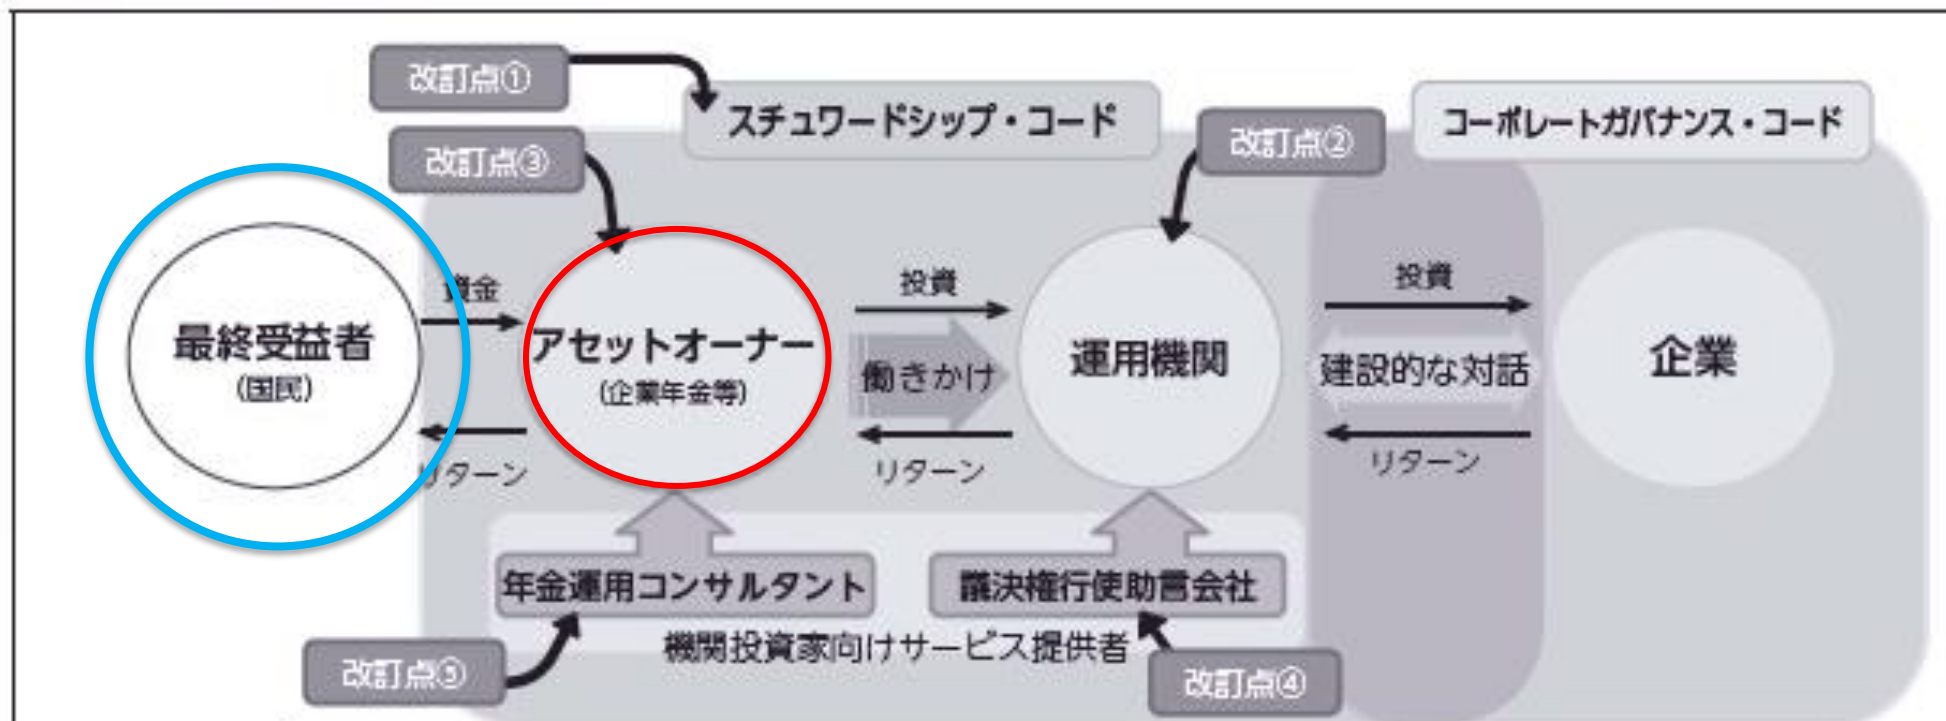 改訂点①
スチュワードシップ・コード
コーポレートガバナンス・コード
改訂点③
改訂点②
資金
投資
投資
最終受益者
(国民)
アセットオーナー
(企業年金等)
働きかけ
運用機関
建設的な対話
企業
リターン
リターン
リターン
年金運用コンサルタント
議決権行使助言会社
機関投資家向けサービス提供者
改訂点⑤
改訂点④